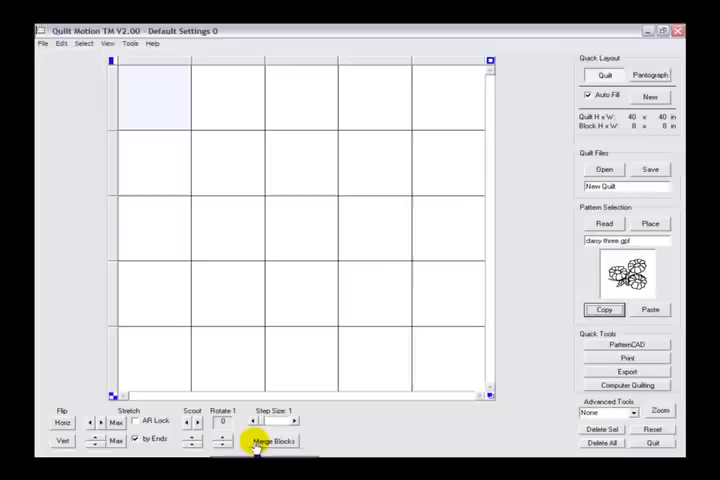 Quilt Motion TM V2.00 - Default Settings 0
File Edit Select View Tools Help
Quick Layout
Quilt Pantograph
Auto Fill New
Quilt H x W: 40 x 40 in
Block H x W: 8 x 8 in
Quilt Files
Open Save
New Quilt
Pattern Selection
Read Place
daisy three.gpl
Copy Paste
Quick Tools
PatternCAD
Print
Export
Computer Quilting
Advanced Tools
None Zoom
Delete Sel Reset
Delete All Quit
Flip Stretch Scoot Rotate 1 Step Size: 1
Horiz Max AR Lock 0
Vert Max by Ends Merge Blocks